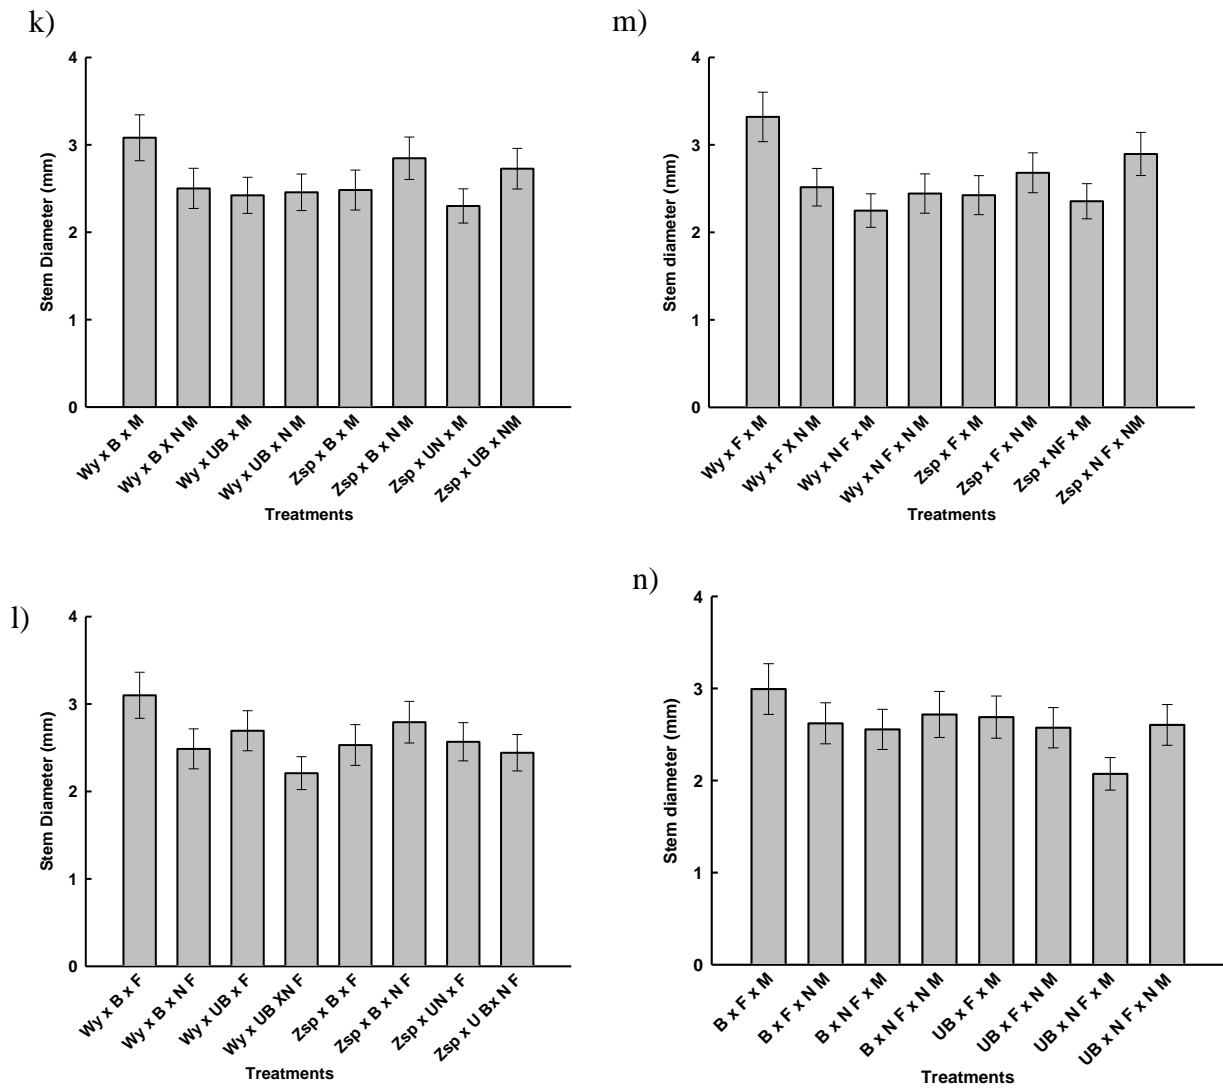 k)
4
3
2
1
0
Stem Diameter (mm)
Wy x B x M
Wy x B X N M
Wy x UB x M
Wy x UB x N M
Zsp x B x M
Zsp x B x N M
Zsp x UN x M
Zsp x UB x NM
Treatments
m)
4
3
2
1
0
Stem diameter (mm)
Wy x F x M
Wy x F X N M
Wy x N F x M
Wy x N F x N M
Zsp x F x M
Zsp x F x N M
Zsp x NF x M
Zsp x N F x NM
Treatments
l)
4
3
2
1
0
Stem Diameter (mm)
Wy x B x F
Wy x B x N F
Wy x UB x F
Wy x UB XN F
Zsp x B x F
Zsp x B x N F
Zsp x UN x F
Zsp x U Bx N F
Treatments
n)
4
3
2
1
0
Stem diameter (mm)
B x F x M
B x F x N M
B x N F x M
B x N F x N M
UB x F x M
UB x F x N M
UB x N F x M
UB x N F x N M
Treatments